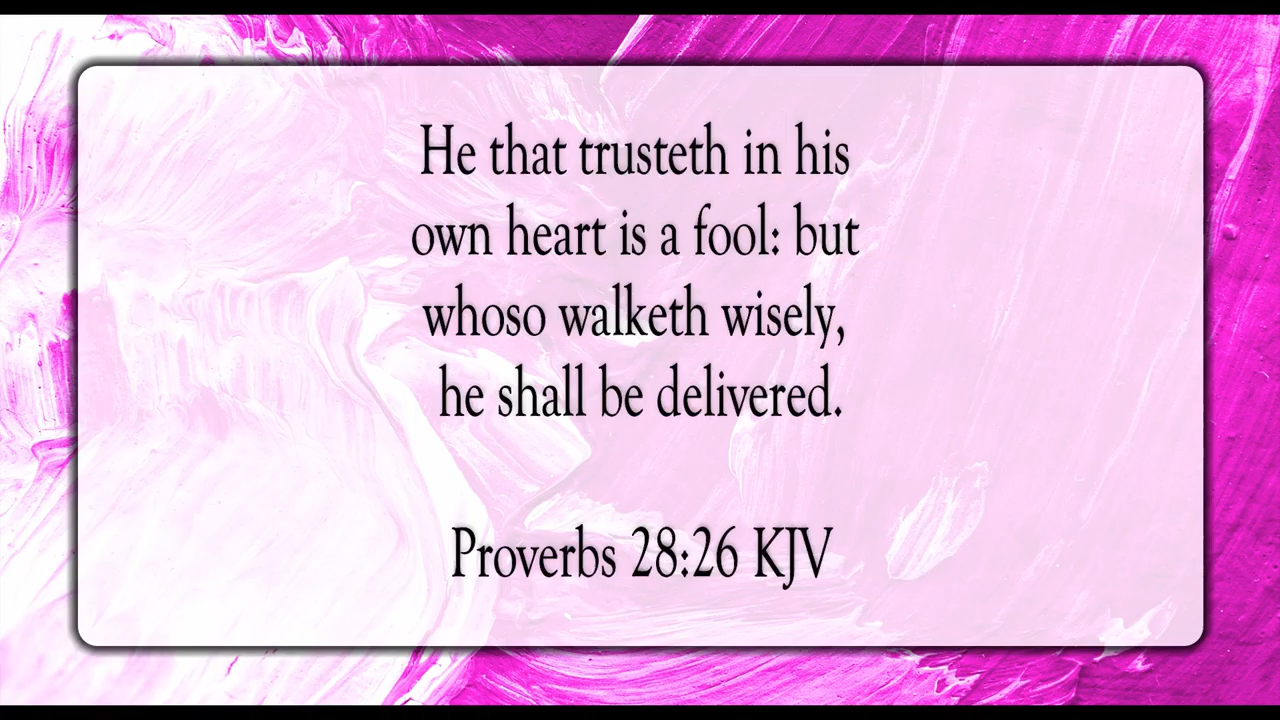 He that trusteth in his
own heart is a fool: but
whoso walketh wisely,
he shall be delivered.
Proverbs 28:26 KJV